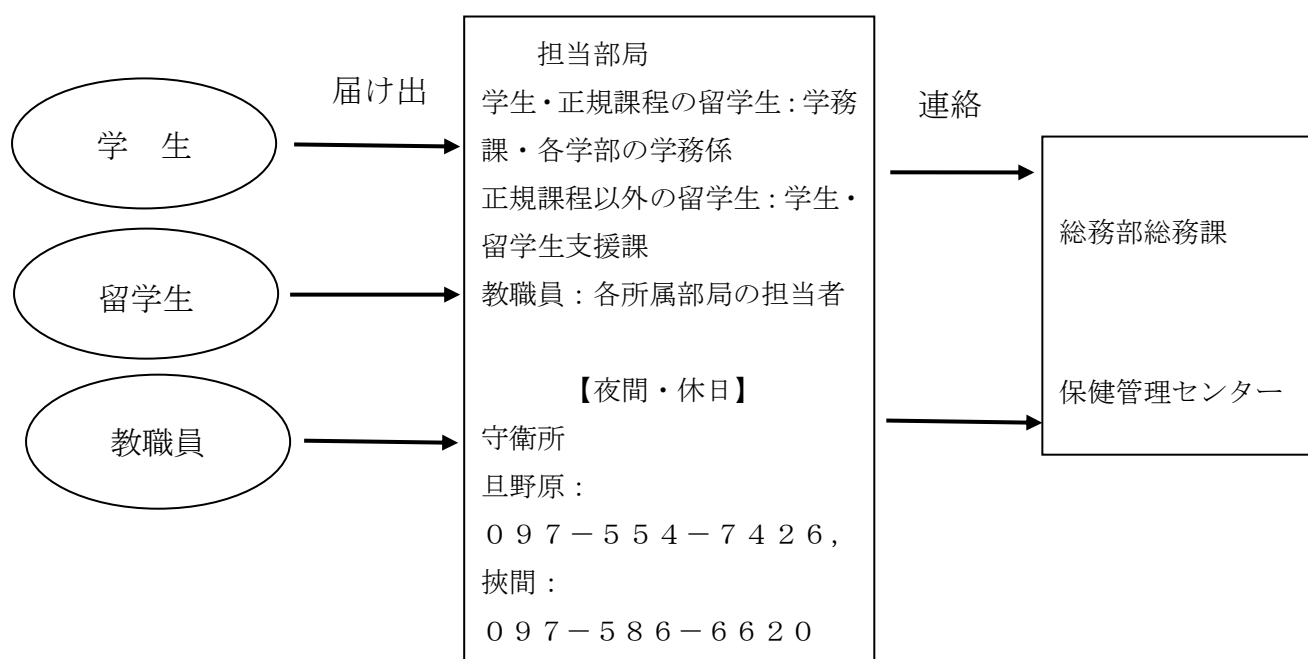 届け出
学　生
留学生
教職員
担当部局
学生・正規課程の留学生：学務
課・各学部の学務係
正規課程以外の留学生：学生・
留学生支援課
教職員：各所属部局の担当者
【夜間・休日】
守衛所
旦野原：
０９７－５５４－７４２６，
挾間：
０９７－５８６－６６２０
連絡
総務部総務課
保健管理センター